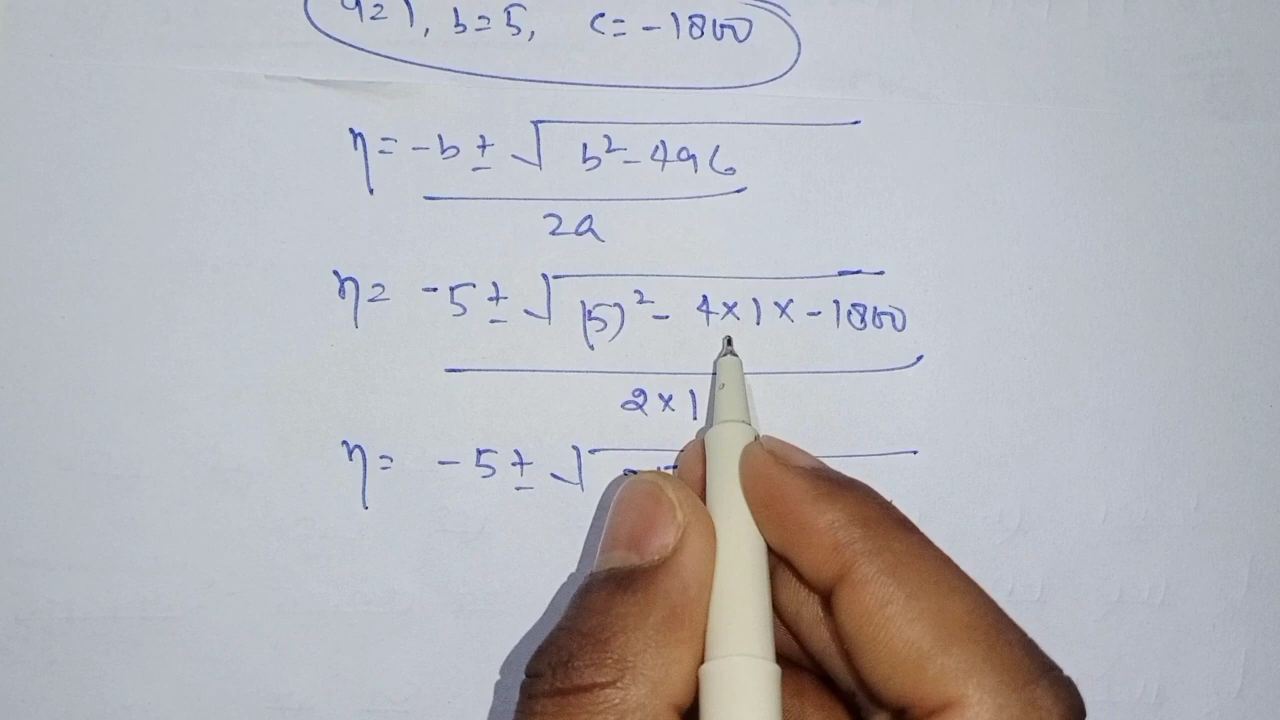 a=1, b=5, c=-1800
η= -b ± √ b²-4ac
2a
η= -5 ± √ (5)² - 4×1×-1800
2×1
η= -5 ± √